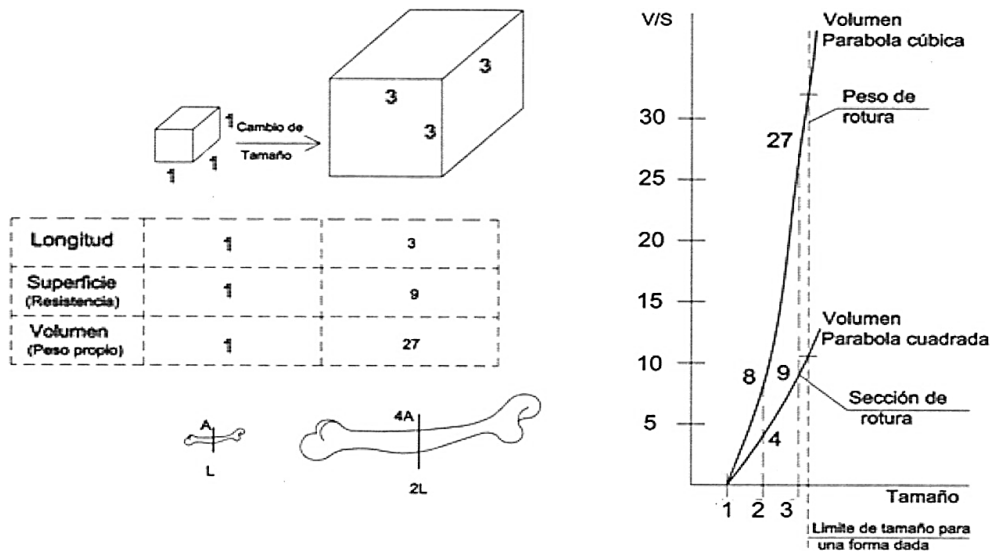 1
1
1
Cambio de
Tamaño
3
3
3
Longitud 1 3
Superficie
(Resistencia) 1 9
Volumen
(Peso propio) 1 27
A
L
4A
2L
V/S
Volumen
Parabola cúbica
Peso de
rotura
30
27
25
20
15
Volumen
Parabola cuadrada
10
8
9
Sección de
rotura
5
4
Tamaño
1 2 3
Limite de tamaño para
una forma dada